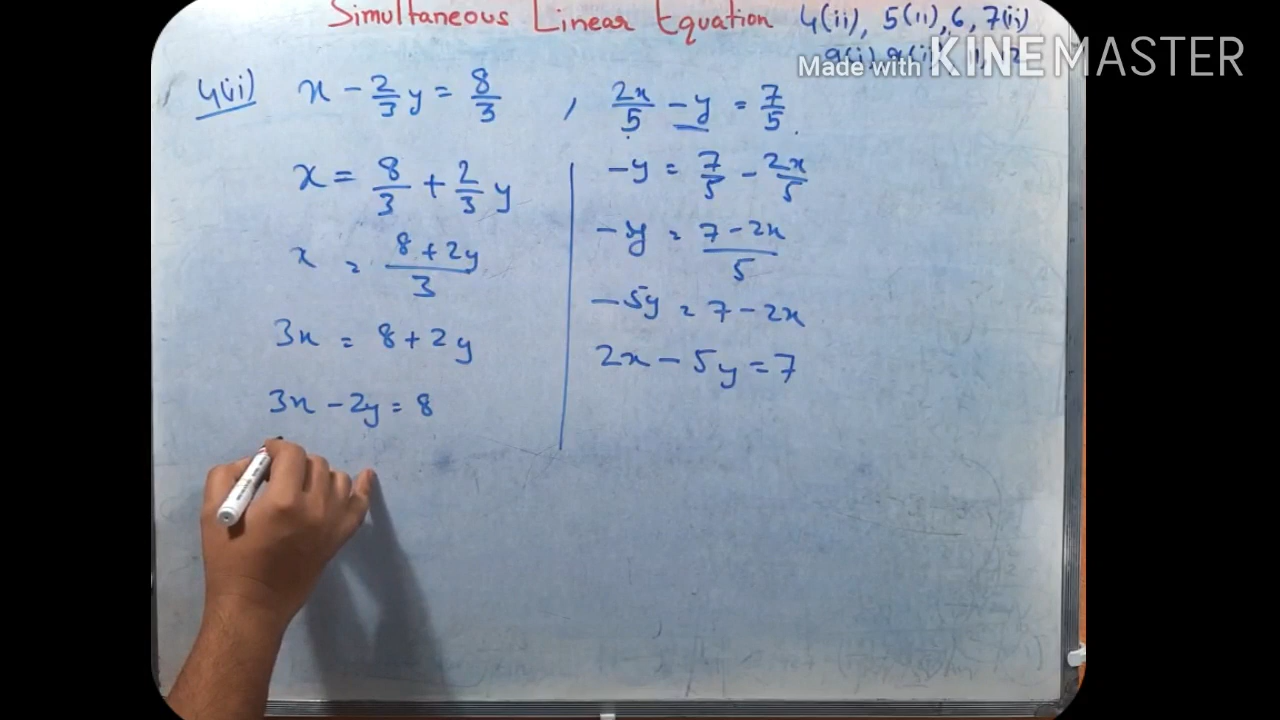 Simultaneous Linear Equation 4(ii), 5(ii), 6, 7(ii)
Made with KINEMASTER
4(ii) x - 2/3 y = 8/3 , 2x/5 - y = 7/5
x = 8/3 + 2/3 y
-y = 7/5 - 2x/5
x = 8 + 2y / 3
-y = 7 - 2x / 5
3x = 8 + 2y
-5y = 7 - 2x
3x - 2y = 8
2x - 5y = 7